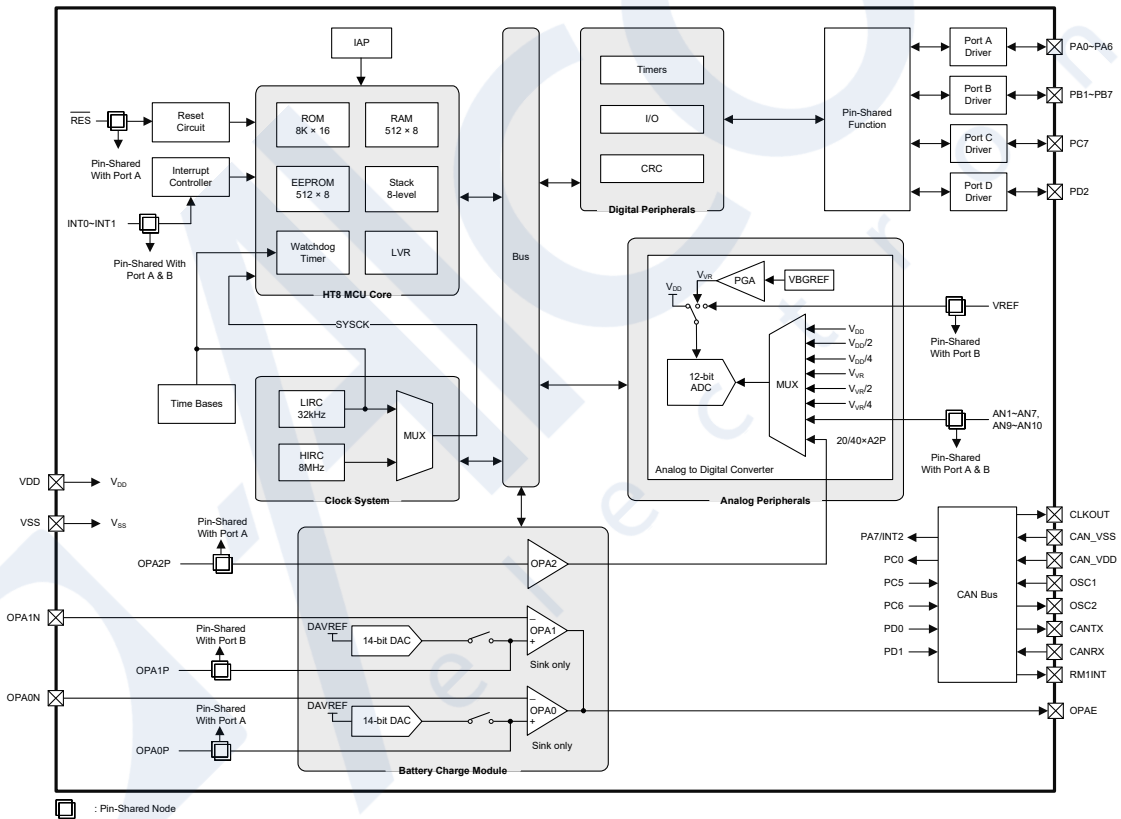 IAP
RES
Reset
Circuit
Pin-Shared
With Port A
Interrupt
Controller
INT0~INT1
Pin-Shared With
Port A & B
ROM
8K × 16
RAM
512 × 8
EEPROM
512 × 8
Stack
8-level
Watchdog
Timer
LVR
HT8 MCU Core
SYSCK
Time Bases
LIRC
32kHz
HIRC
8MHz
MUX
Clock System
Bus
Timers
I/O
CRC
Digital Peripherals
Pin-Shared
Function
Port A
Driver
Port B
Driver
Port C
Driver
Port D
Driver
PA0~PA6
PB1~PB7
PC7
PD2
VDD
VSS
VDD
VSS
VDD
VVR
PGA
VBGREF
12-bit
ADC
MUX
VDD
VDD/2
VDD/4
VVR
VVR/2
VVR/4
20/40×A2P
Analog to Digital Converter
Analog Peripherals
VREF
Pin-Shared
With Port B
AN1~AN7,
AN9~AN10
Pin-Shared
With Port A & B
Pin-Shared
With Port A
OPA2P
OPA2
OPA1N
Pin-Shared
With Port B
OPA1P
DAVREF
14-bit DAC
–
OPA1
+
Sink only
OPA0N
Pin-Shared
With Port A
OPA0P
DAVREF
14-bit DAC
–
OPA0
+
Sink only
Battery Charge Module
PA7/INT2
PC0
PC5
PC6
PD0
PD1
CAN Bus
CLKOUT
CAN_VSS
CAN_VDD
OSC1
OSC2
CANTX
CANRX
RM1INT
OPAE
: Pin-Shared Node